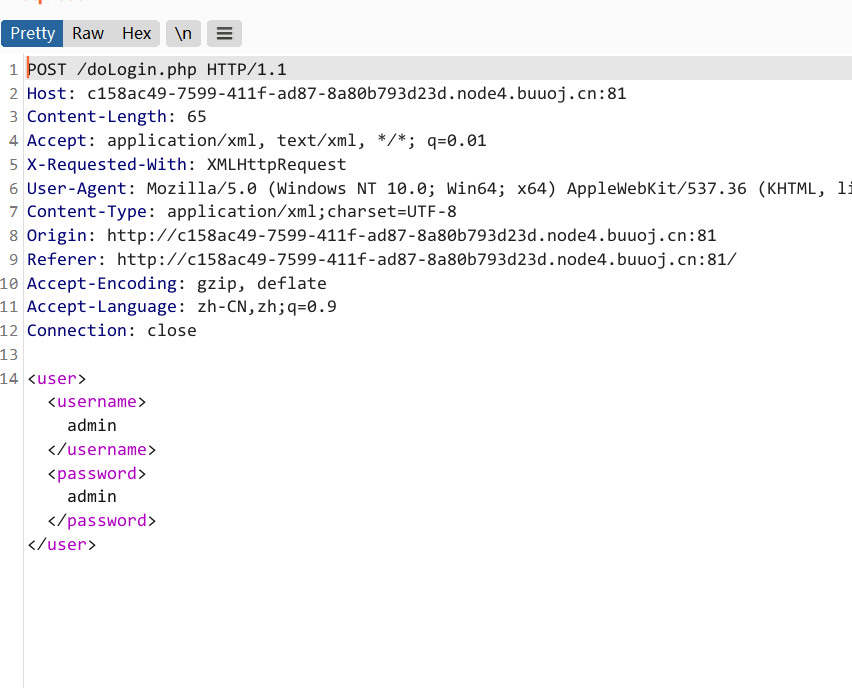 Pretty Raw Hex \n
1 POST /doLogin.php HTTP/1.1
2 Host: c158ac49-7599-411f-ad87-8a80b793d23d.node4.buuoj.cn:81
3 Content-Length: 65
4 Accept: application/xml, text/xml, */*; q=0.01
5 X-Requested-With: XMLHttpRequest
6 User-Agent: Mozilla/5.0 (Windows NT 10.0; Win64; x64) AppleWebKit/537.36 (KHTML, li
7 Content-Type: application/xml;charset=UTF-8
8 Origin: http://c158ac49-7599-411f-ad87-8a80b793d23d.node4.buuoj.cn:81
9 Referer: http://c158ac49-7599-411f-ad87-8a80b793d23d.node4.buuoj.cn:81/
10 Accept-Encoding: gzip, deflate
11 Accept-Language: zh-CN,zh;q=0.9
12 Connection: close
13
14 <user>
<username>
admin
</username>
<password>
admin
</password>
</user>